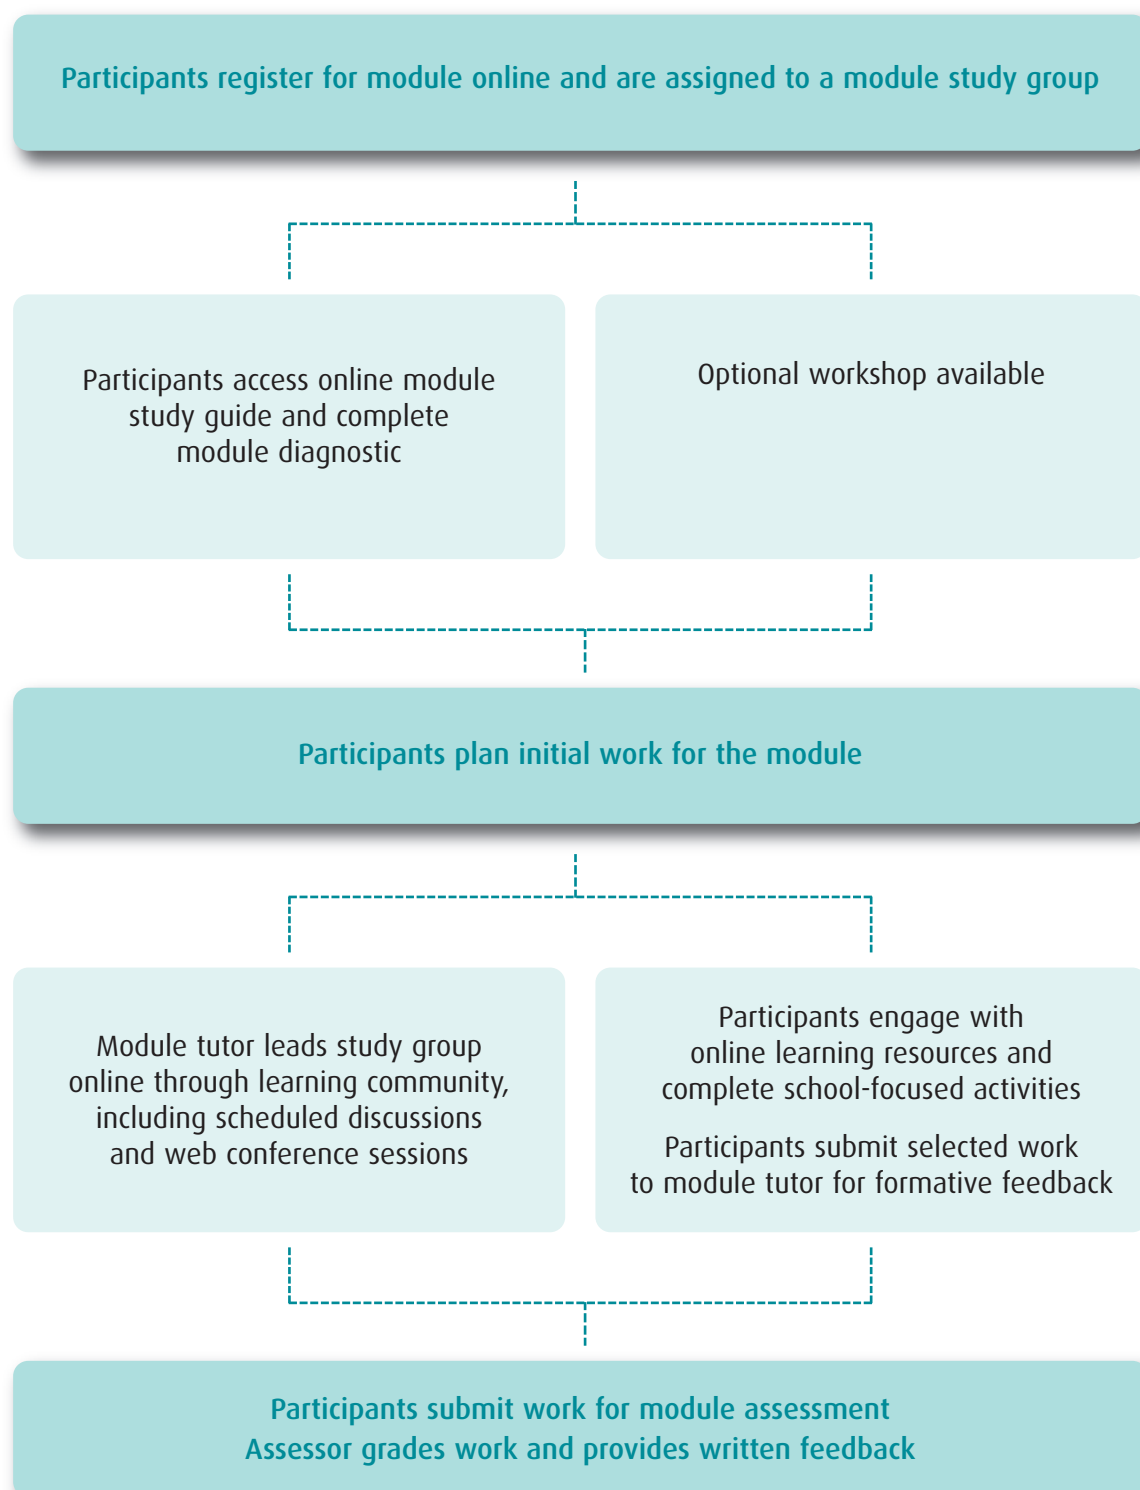 Participants register for module online and are assigned to a module study group
Participants access online module
study guide and complete
module diagnostic
Optional workshop available
Participants plan initial work for the module
Module tutor leads study group
online through learning community,
including scheduled discussions
and web conference sessions
Participants engage with
online learning resources and
complete school-focused activities
Participants submit selected work
to module tutor for formative feedback
Participants submit work for module assessment
Assessor grades work and provides written feedback